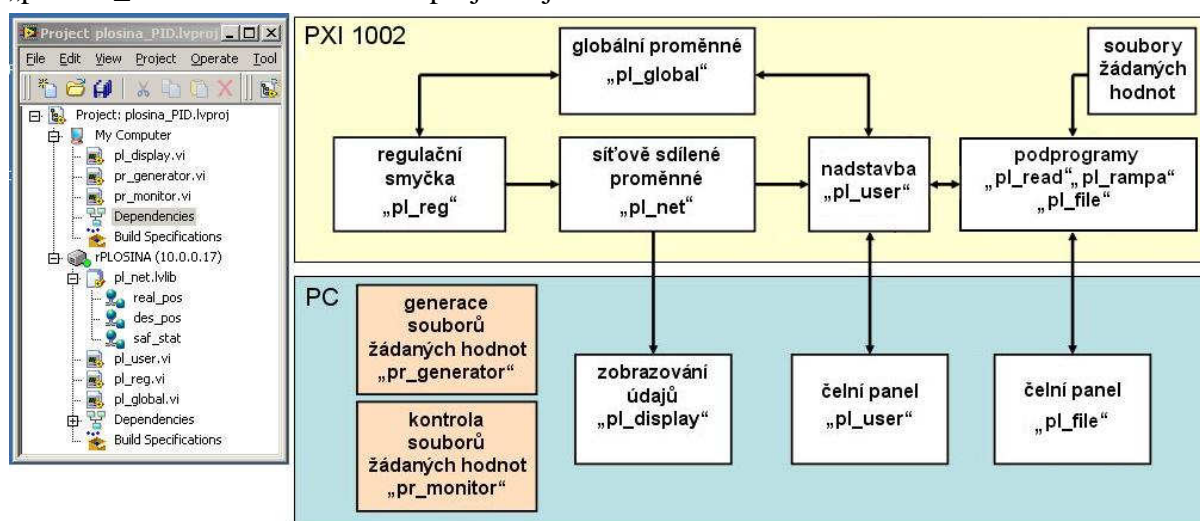 Project plosina_PID.lvproj
File Edit View Project Operate Tool
Project: plosina_PID.lvproj
My Computer
pl_display.vi
pr_generator.vi
pr_monitor.vi
Dependencies
Build Specifications
rPLOSINA (10.0.0.17)
pl_net.lvlib
real_pos
des_pos
saf_stat
pl_user.vi
pl_reg.vi
pl_global.vi
Dependencies
Build Specifications
PXI 1002
globální proměnné
„pl_global“
soubory
žádaných
hodnot
regulační
smyčka
„pl_reg“
síťově sdílené
proměnné
„pl_net“
nadstavba
„pl_user“
podprogramy
„pl_read“„pl_rampa“
„pl_file“
PC
generace
souborů
žádaných hodnot
„pr_generator“
kontrola
souborů
žádaných hodnot
„pr_monitor“
zobrazování
údajů
„pl_display“
čelní panel
„pl_user“
čelní panel
„pl_file“